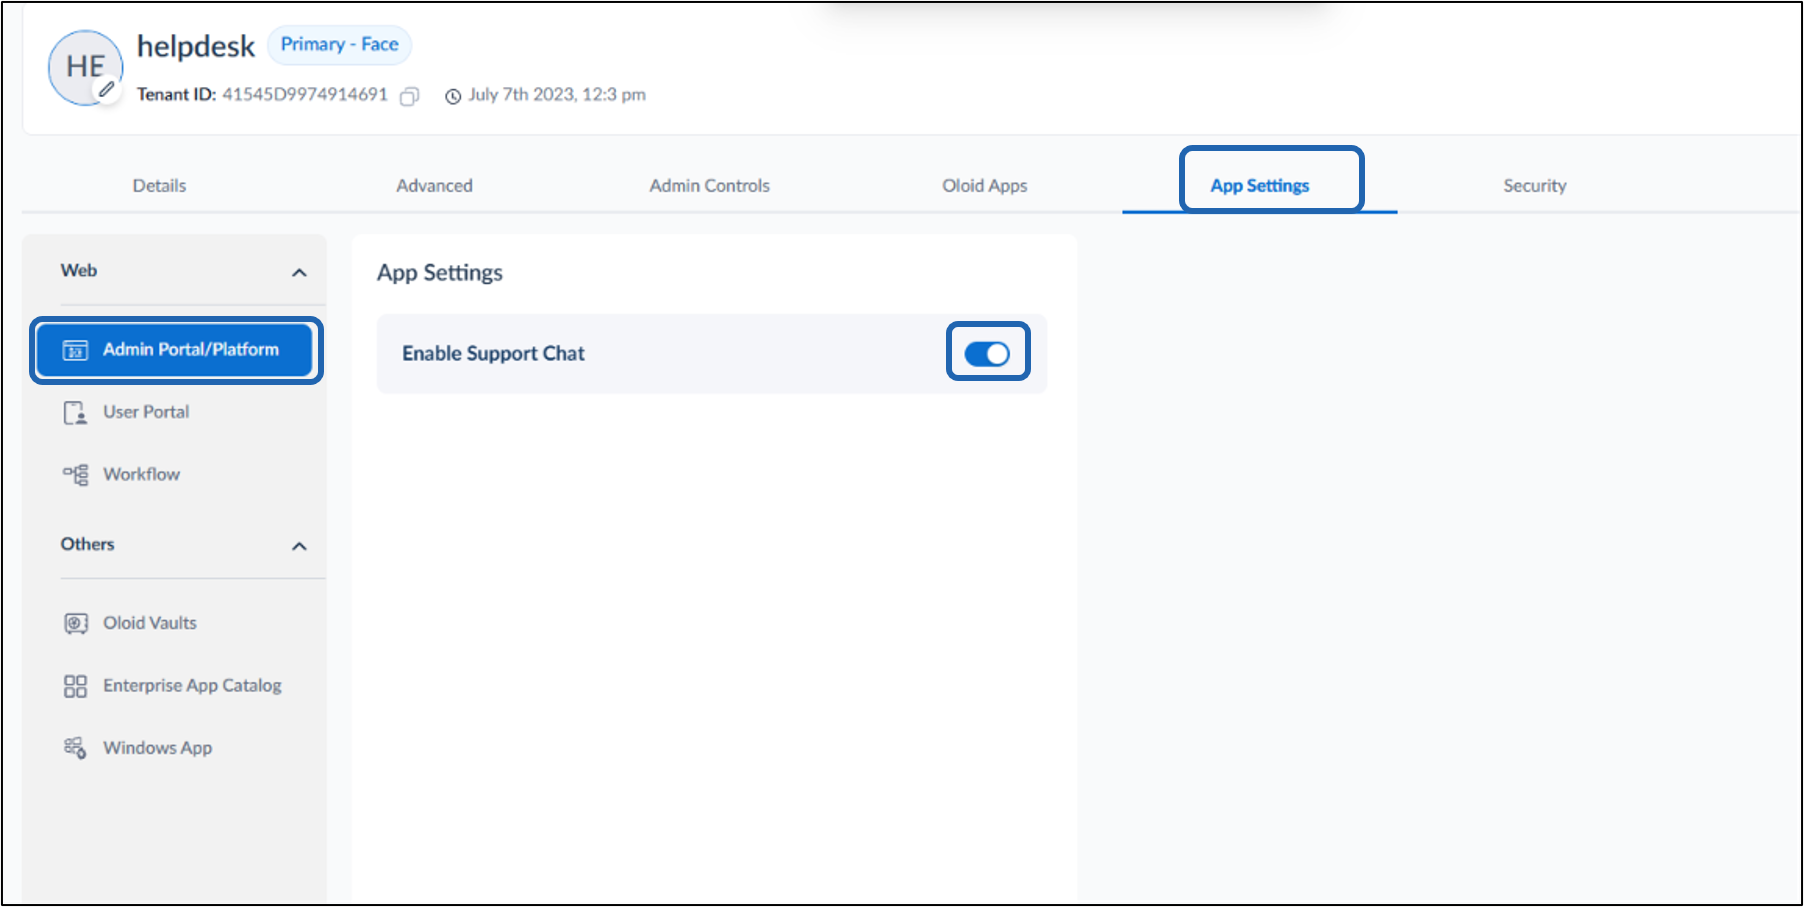 HE
helpdesk Primary - Face
Tenant ID: 41545D9974914691 July 7th 2023, 12:3 pm
Details Advanced Admin Controls Oloid Apps App Settings Security
Web
Admin Portal/Platform
User Portal
Workflow
Others
Oloid Vaults
Enterprise App Catalog
Windows App
App Settings
Enable Support Chat